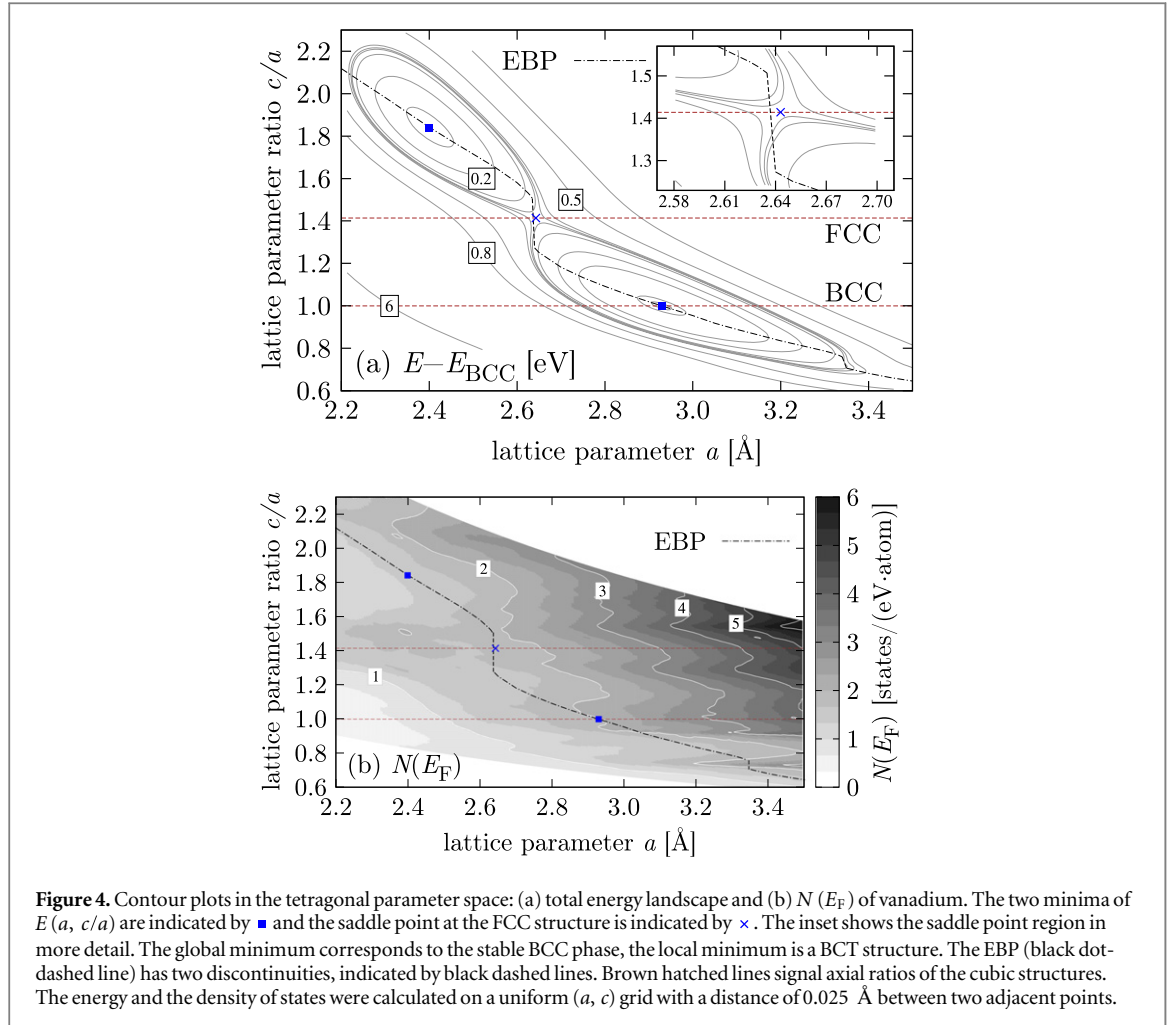 2.2
2.0
1.8
1.6
1.4
1.2
1.0
0.8
0.6
lattice parameter ratio c/a
EBP
1.5
1.4
1.3
2.58 2.61 2.64 2.67 2.70
0.2
0.5
0.8
6
FCC
BCC
(a) E−E_BCC [eV]
2.2 2.4 2.6 2.8 3.0 3.2 3.4
lattice parameter a [Å]
2.2
2.0
1.8
1.6
1.4
1.2
1.0
0.8
0.6
lattice parameter ratio c/a
EBP
1
2
3
4
5
(b) N(E_F)
2.2 2.4 2.6 2.8 3.0 3.2 3.4
lattice parameter a [Å]
6
5
4
3
2
1
0
N(E_F) [states/(eV·atom)]
Figure 4. Contour plots in the tetragonal parameter space: (a) total energy landscape and (b) N (E_F) of vanadium. The two minima of
E (a, c/a) are indicated by ■ and the saddle point at the FCC structure is indicated by ×. The inset shows the saddle point region in
more detail. The global minimum corresponds to the stable BCC phase, the local minimum is a BCT structure. The EBP (black dot-
dashed line) has two discontinuities, indicated by black dashed lines. Brown hatched lines signal axial ratios of the cubic structures.
The energy and the density of states were calculated on a uniform (a, c) grid with a distance of 0.025 Å between two adjacent points.